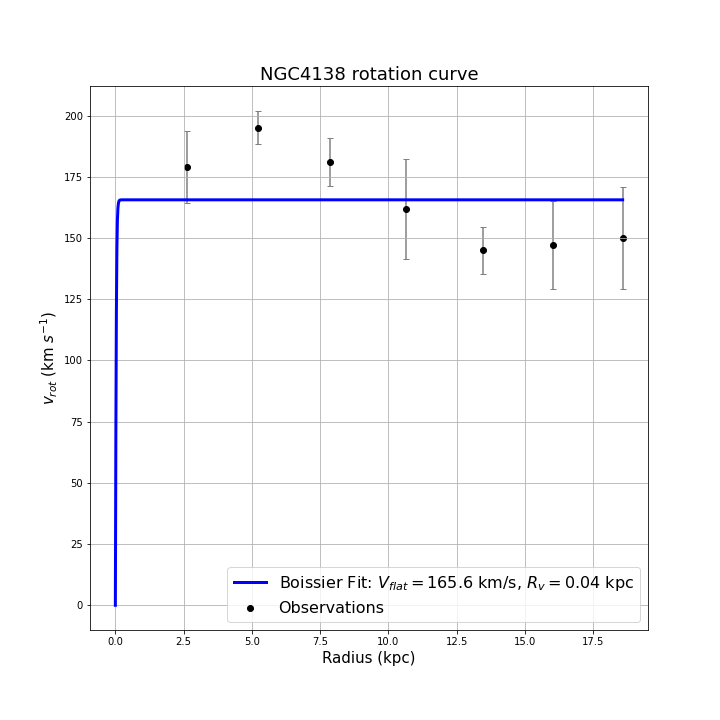 NGC4138 rotation curve
200
175
150
125
100
75
50
25
0
v_rot (km s⁻¹)
Boissier Fit: V_flat = 165.6 km/s, R_v = 0.04 kpc
Observations
0.0 2.5 5.0 7.5 10.0 12.5 15.0 17.5
Radius (kpc)